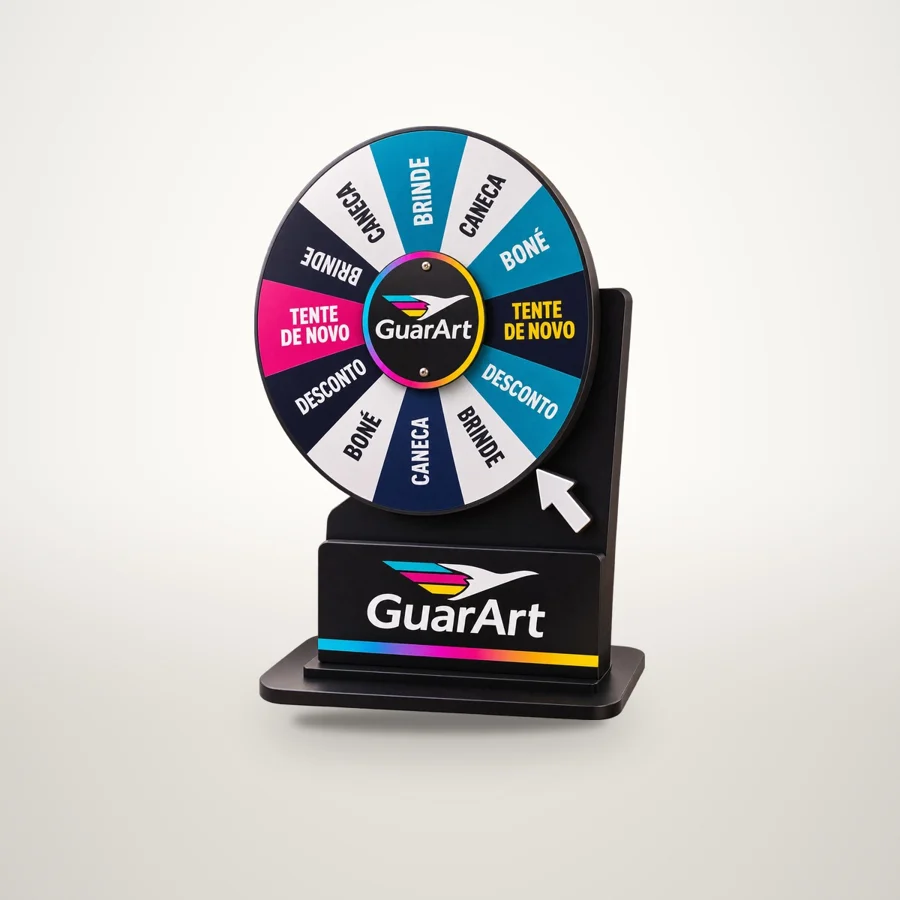 BRINDE
CANECA
BONÉ
TENTE
DE NOVO
DESCONTO
BRINDE
CANECA
BONÉ
DESCONTO
TENTE
DE NOVO
BRINDE
CANECA
GuarArt
GuarArt